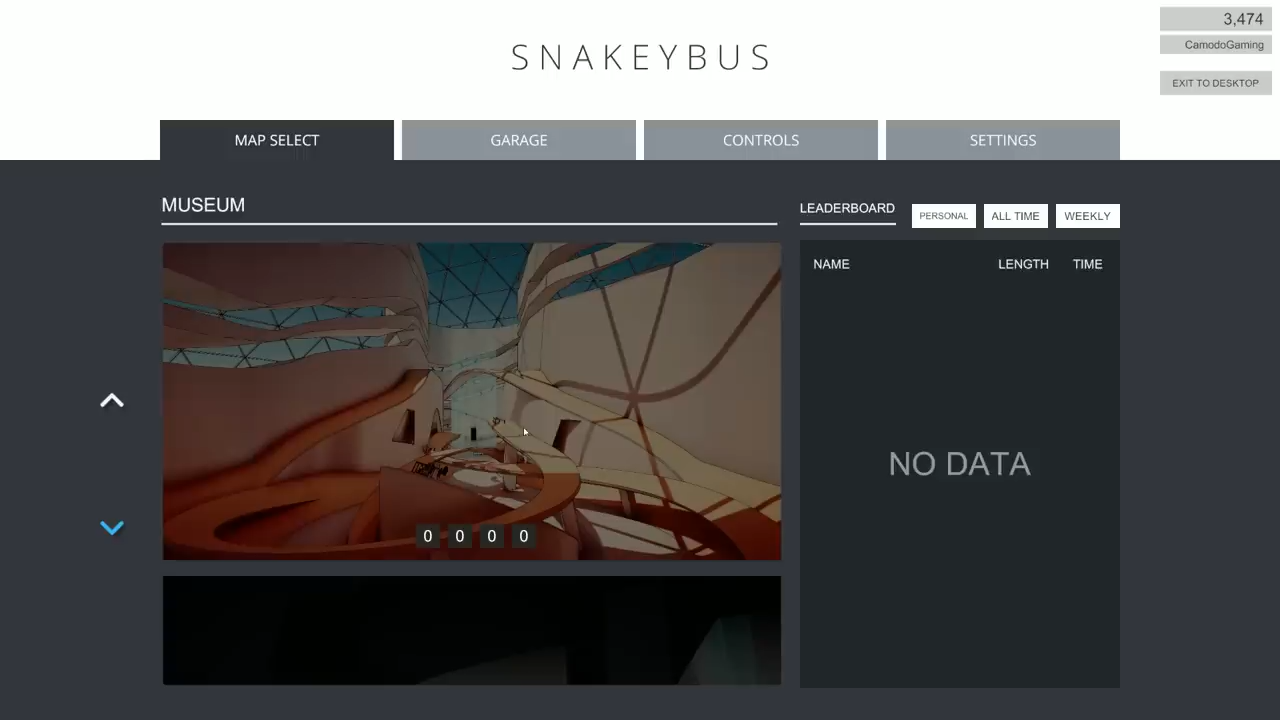 SNAKEYBUS
3,474
CamodoGaming
EXIT TO DESKTOP
MAP SELECT
GARAGE
CONTROLS
SETTINGS
MUSEUM
LEADERBOARD
PERSONAL
ALL TIME
WEEKLY
NAME
LENGTH
TIME
NO DATA
0 0 0 0